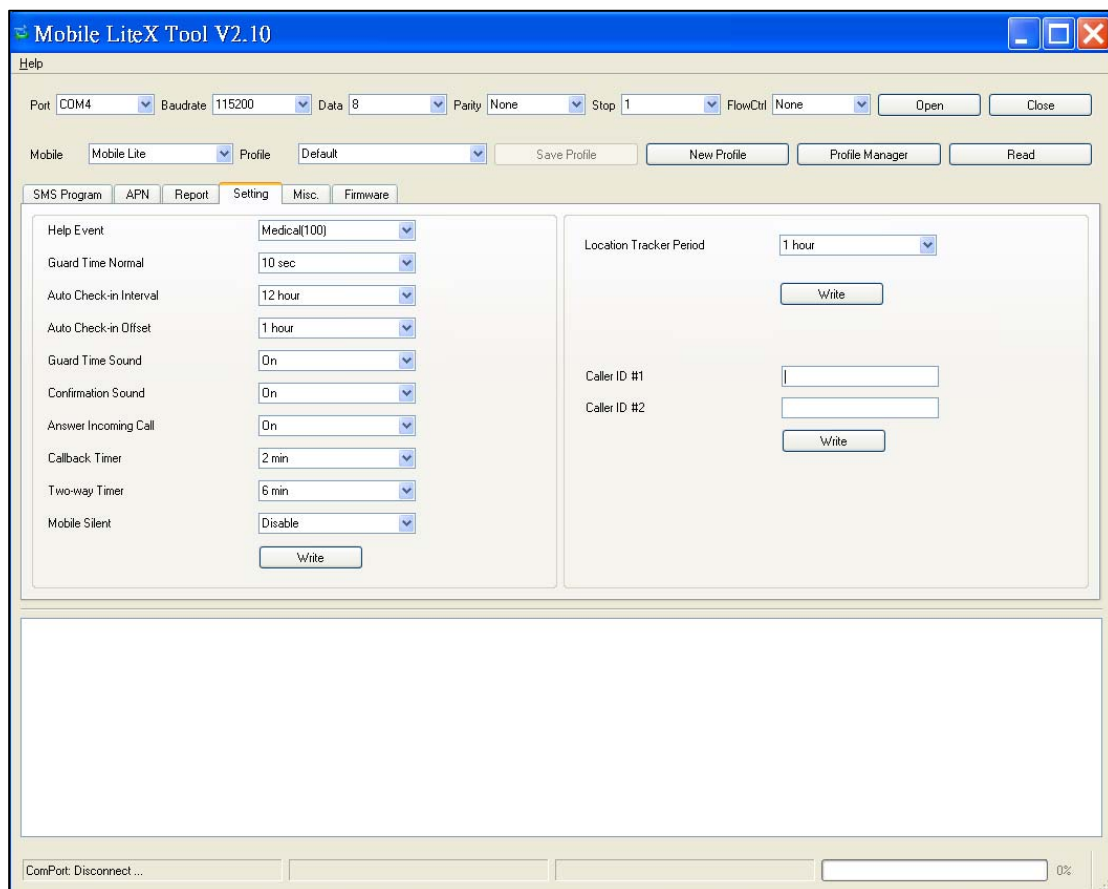 Mobile LiteX Tool V2.10
Help
Port COM4 Baudrate 115200 Data 8 Parity None Stop 1 FlowCtrl None Open Close
Mobile Mobile Lite Profile Default Save Profile New Profile Profile Manager Read
SMS Program APN Report Setting Misc. Firmware
Help Event Medical(100)
Guard Time Normal 10 sec
Auto Check-in Interval 12 hour
Auto Check-in Offset 1 hour
Guard Time Sound On
Confirmation Sound On
Answer Incoming Call On
Callback Timer 2 min
Two-way Timer 6 min
Mobile Silent Disable
Write
Location Tracker Period 1 hour
Write
Caller ID #1
Caller ID #2
Write
ComPort: Disconnect ... 0%